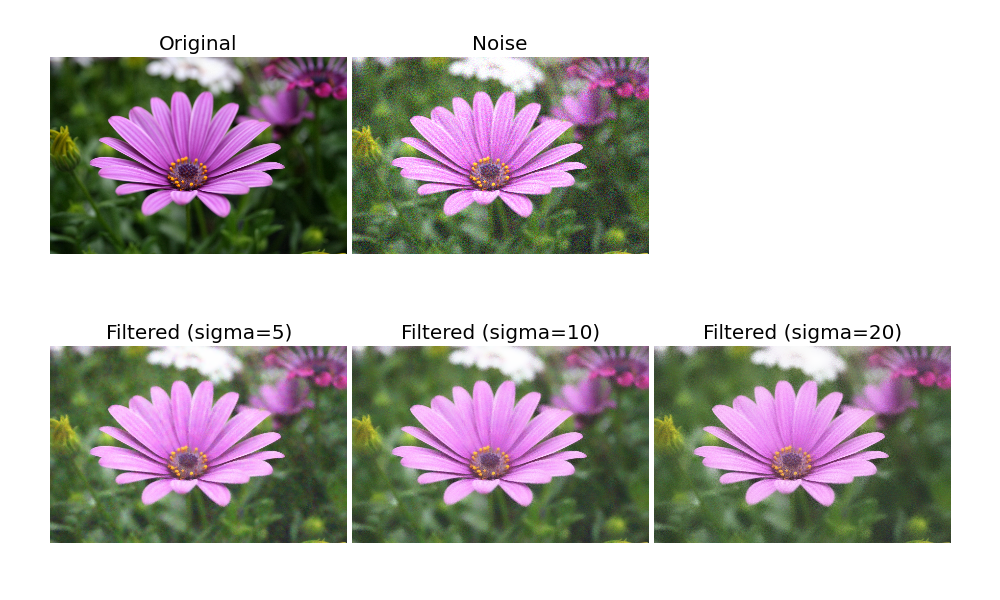 Original
Noise
Filtered (sigma=5)
Filtered (sigma=10)
Filtered (sigma=20)